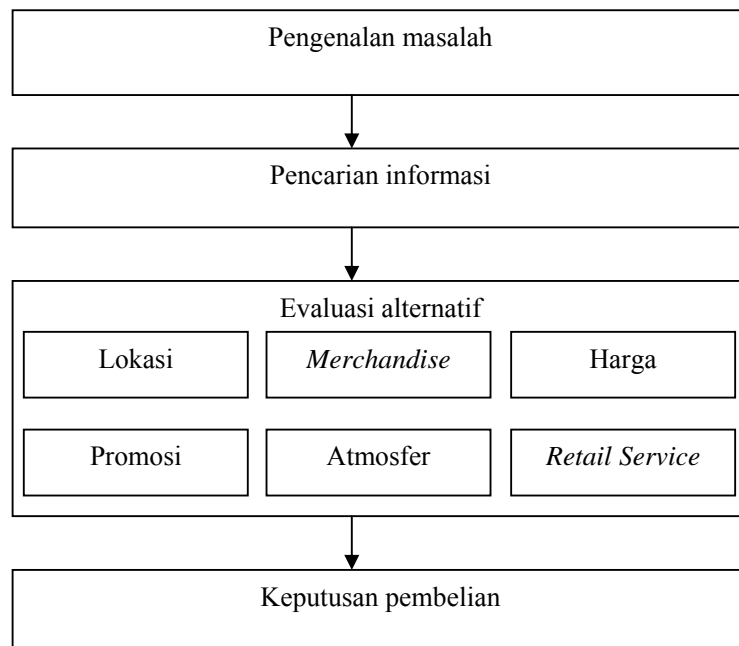 Pengenalan masalah
Pencarian informasi
Evaluasi alternatif
Lokasi
Merchandise
Harga
Promosi
Atmosfer
Retail Service
Keputusan pembelian